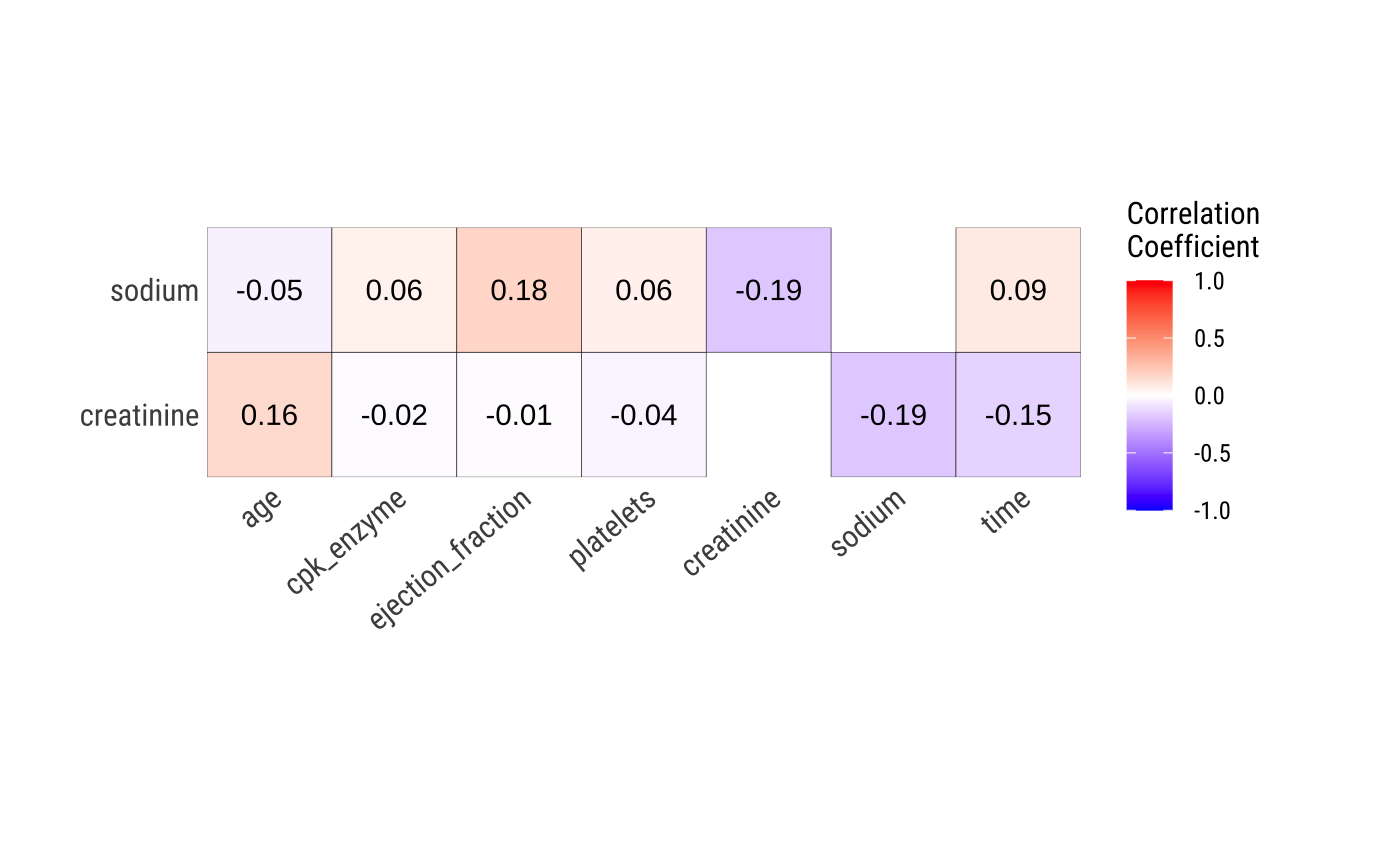 Correlation
Coefficient
1.0
0.5
0.0
-0.5
-1.0
sodium -0.05 0.06 0.18 0.06 -0.19 0.09
creatinine 0.16 -0.02 -0.01 -0.04 -0.19 -0.15
age cpk_enzyme ejection_fraction platelets creatinine sodium time